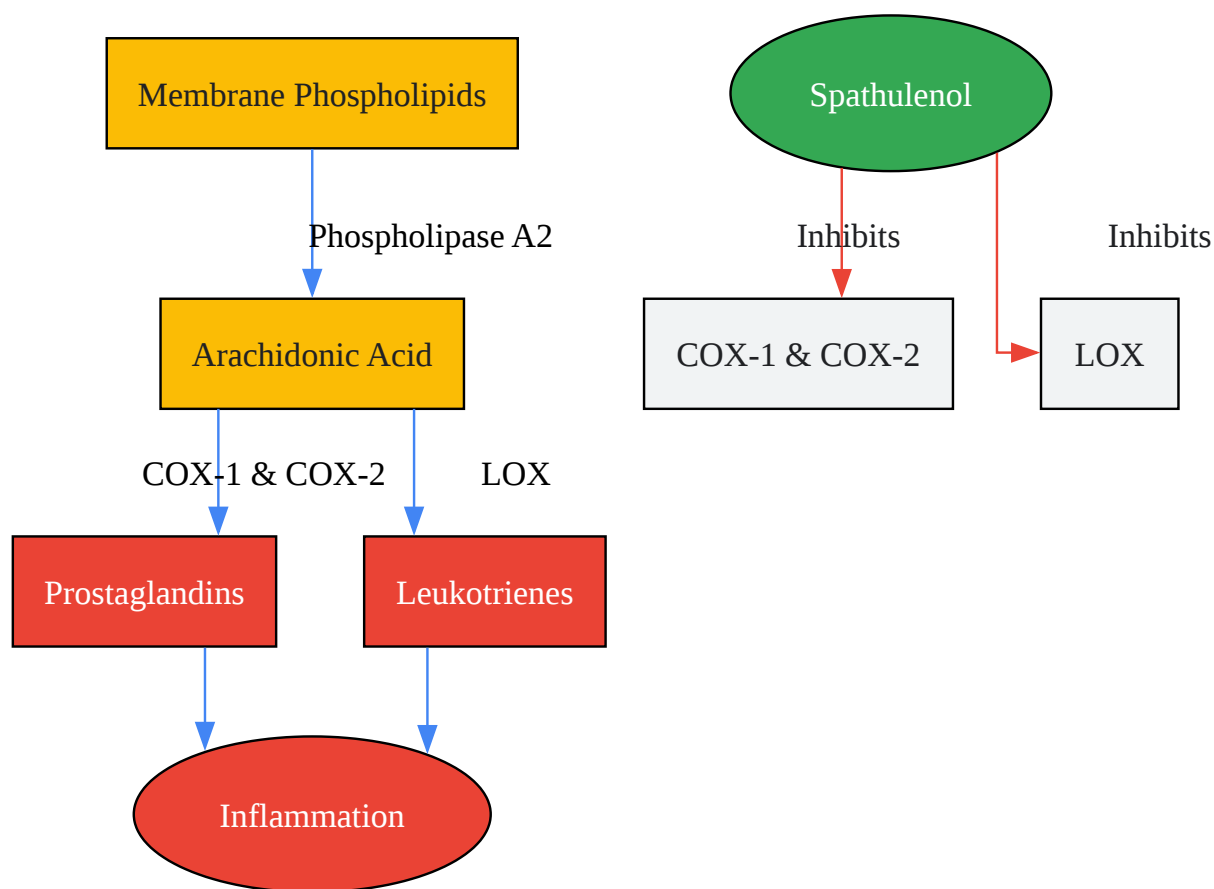 Membrane Phospholipids
Spathulenol
Phospholipase A2
Inhibits
Inhibits
Arachidonic Acid
COX-1 & COX-2
LOX
COX-1 & COX-2
LOX
Prostaglandins
Leukotrienes
Inflammation